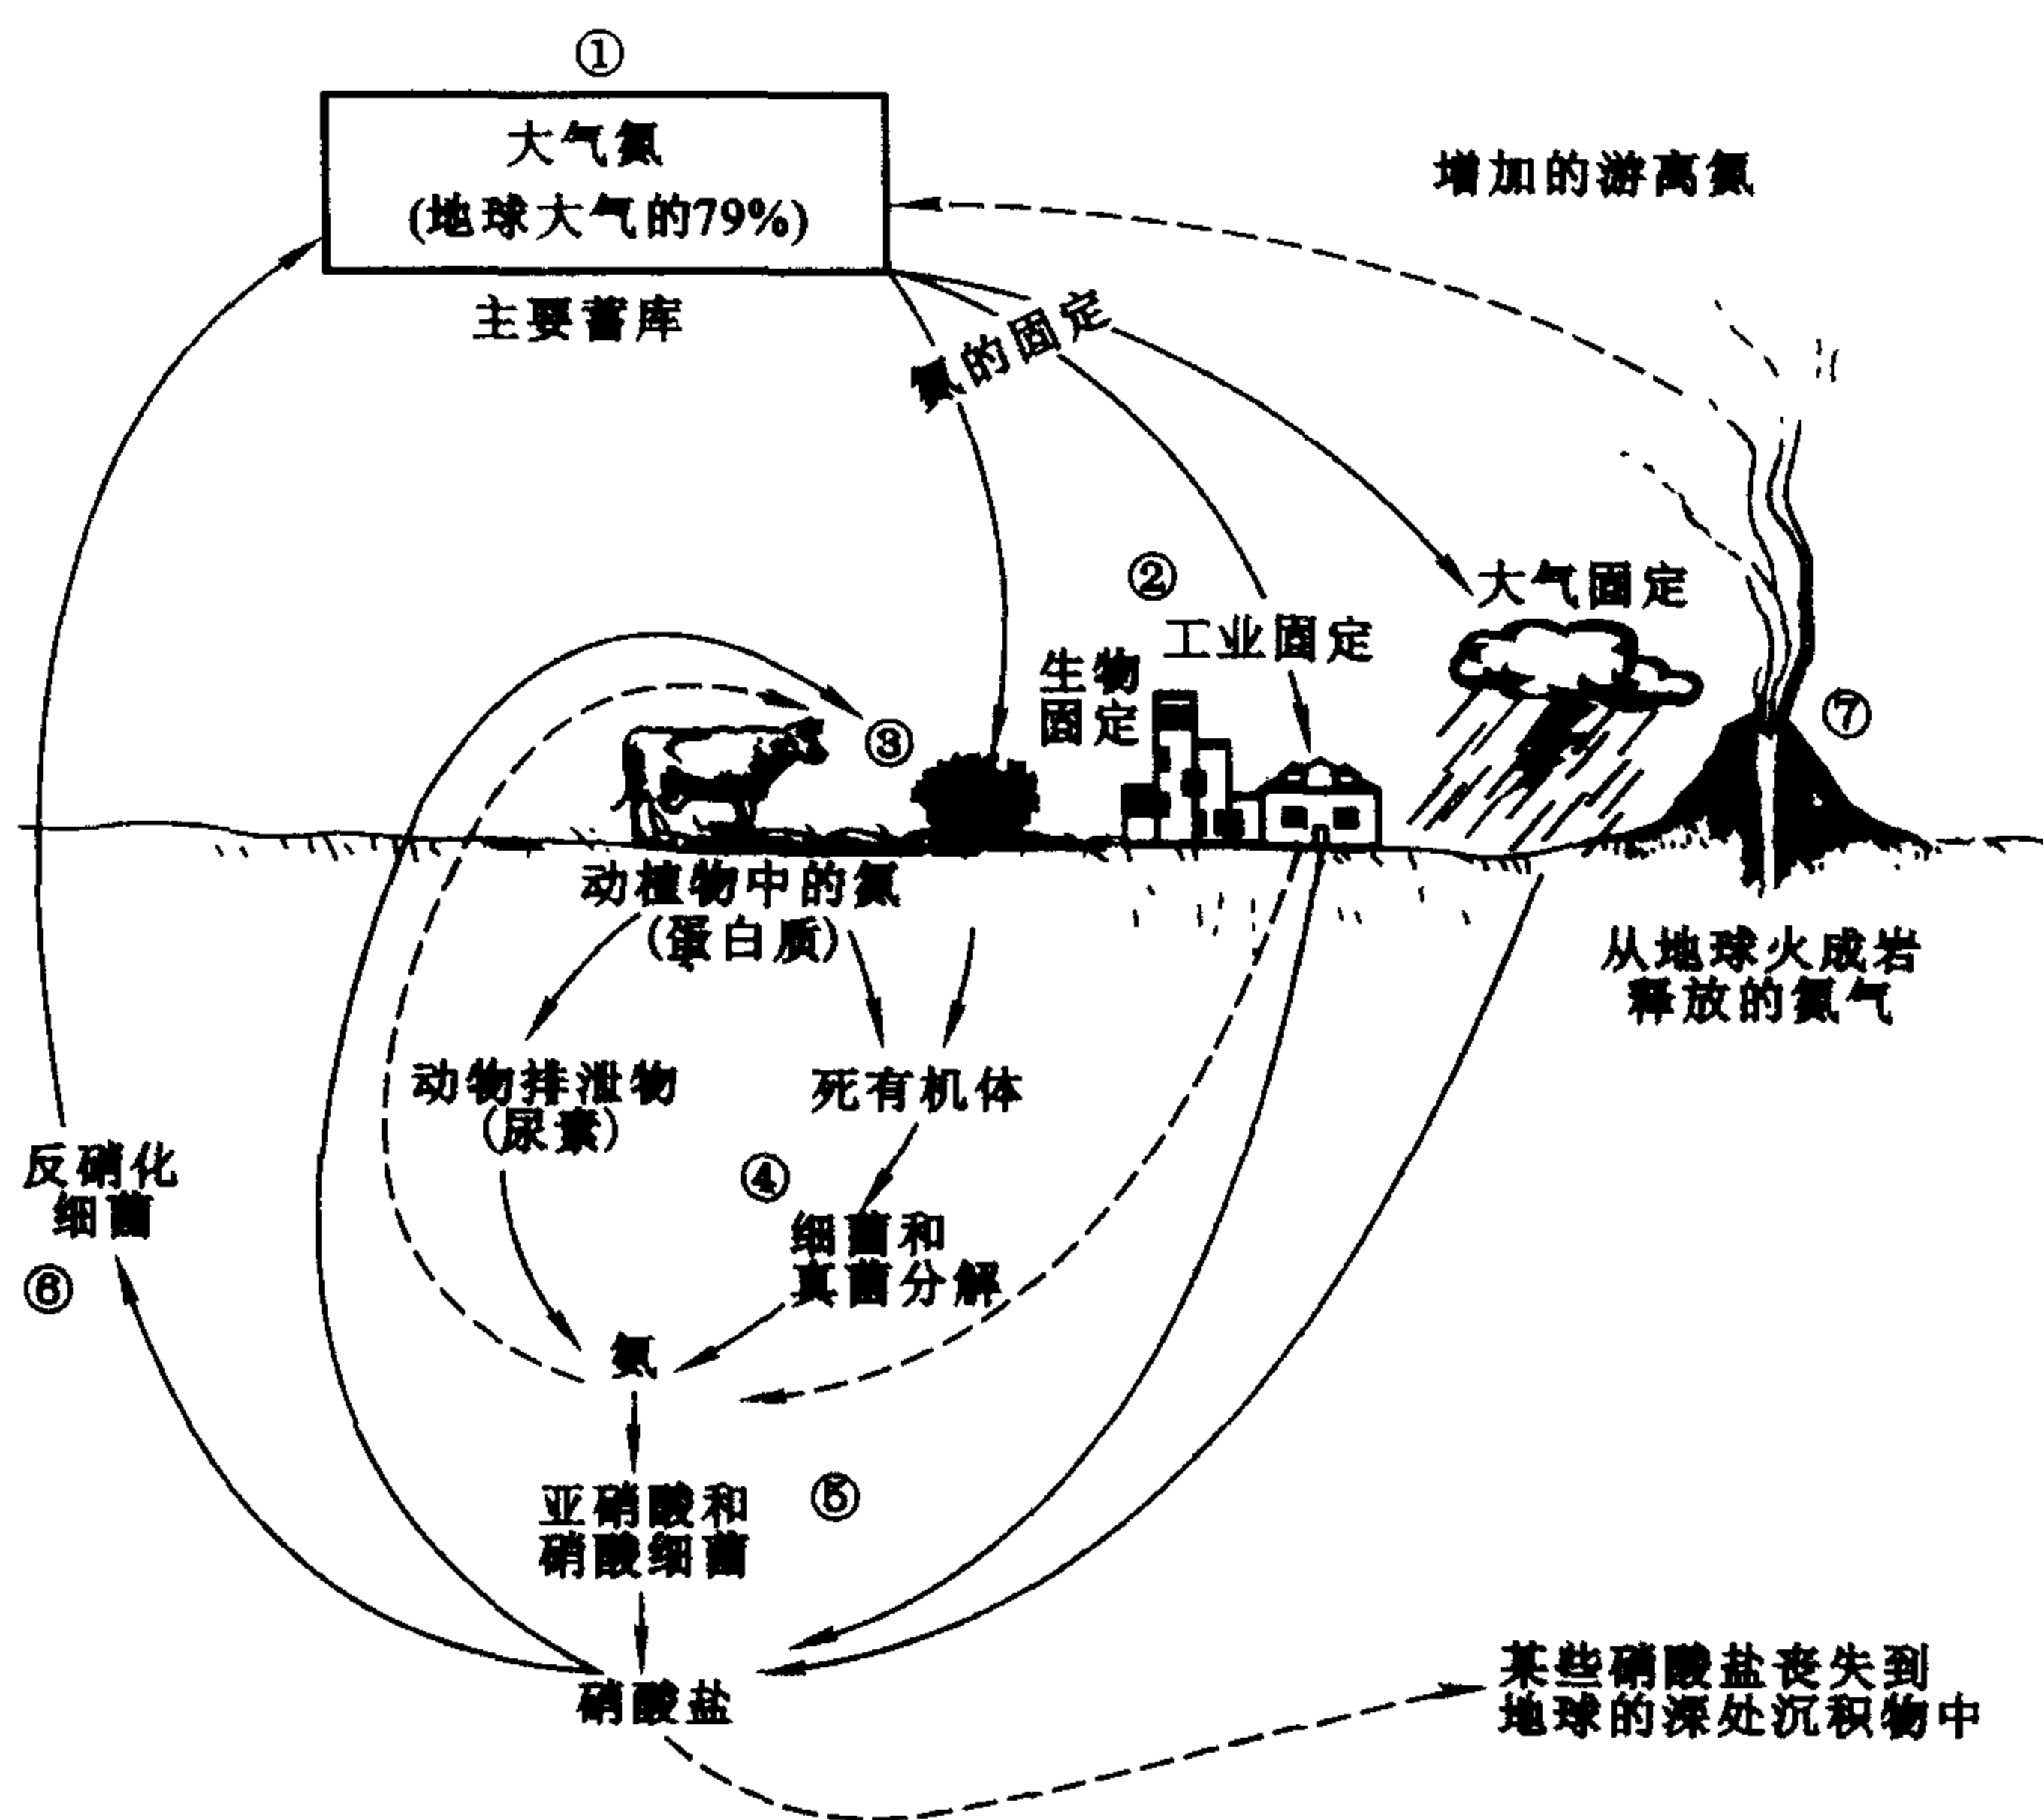 ①
大气氮
(地球大气的79%)
主要蓄库
增加的游离氮
氮的固定
②
大气固定
工业固定
生物
固定
③
⑦
动植物中的氮
(蛋白质)
从地球火成岩
释放的氮气
动物排泄物
(尿素)
死有机体
④
反硝化
细菌
⑥
细菌和
真菌分解
氨
亚硝酸和
硝酸细菌
⑤
硝酸盐
某些硝酸盐丧失到
地球的深处沉积物中